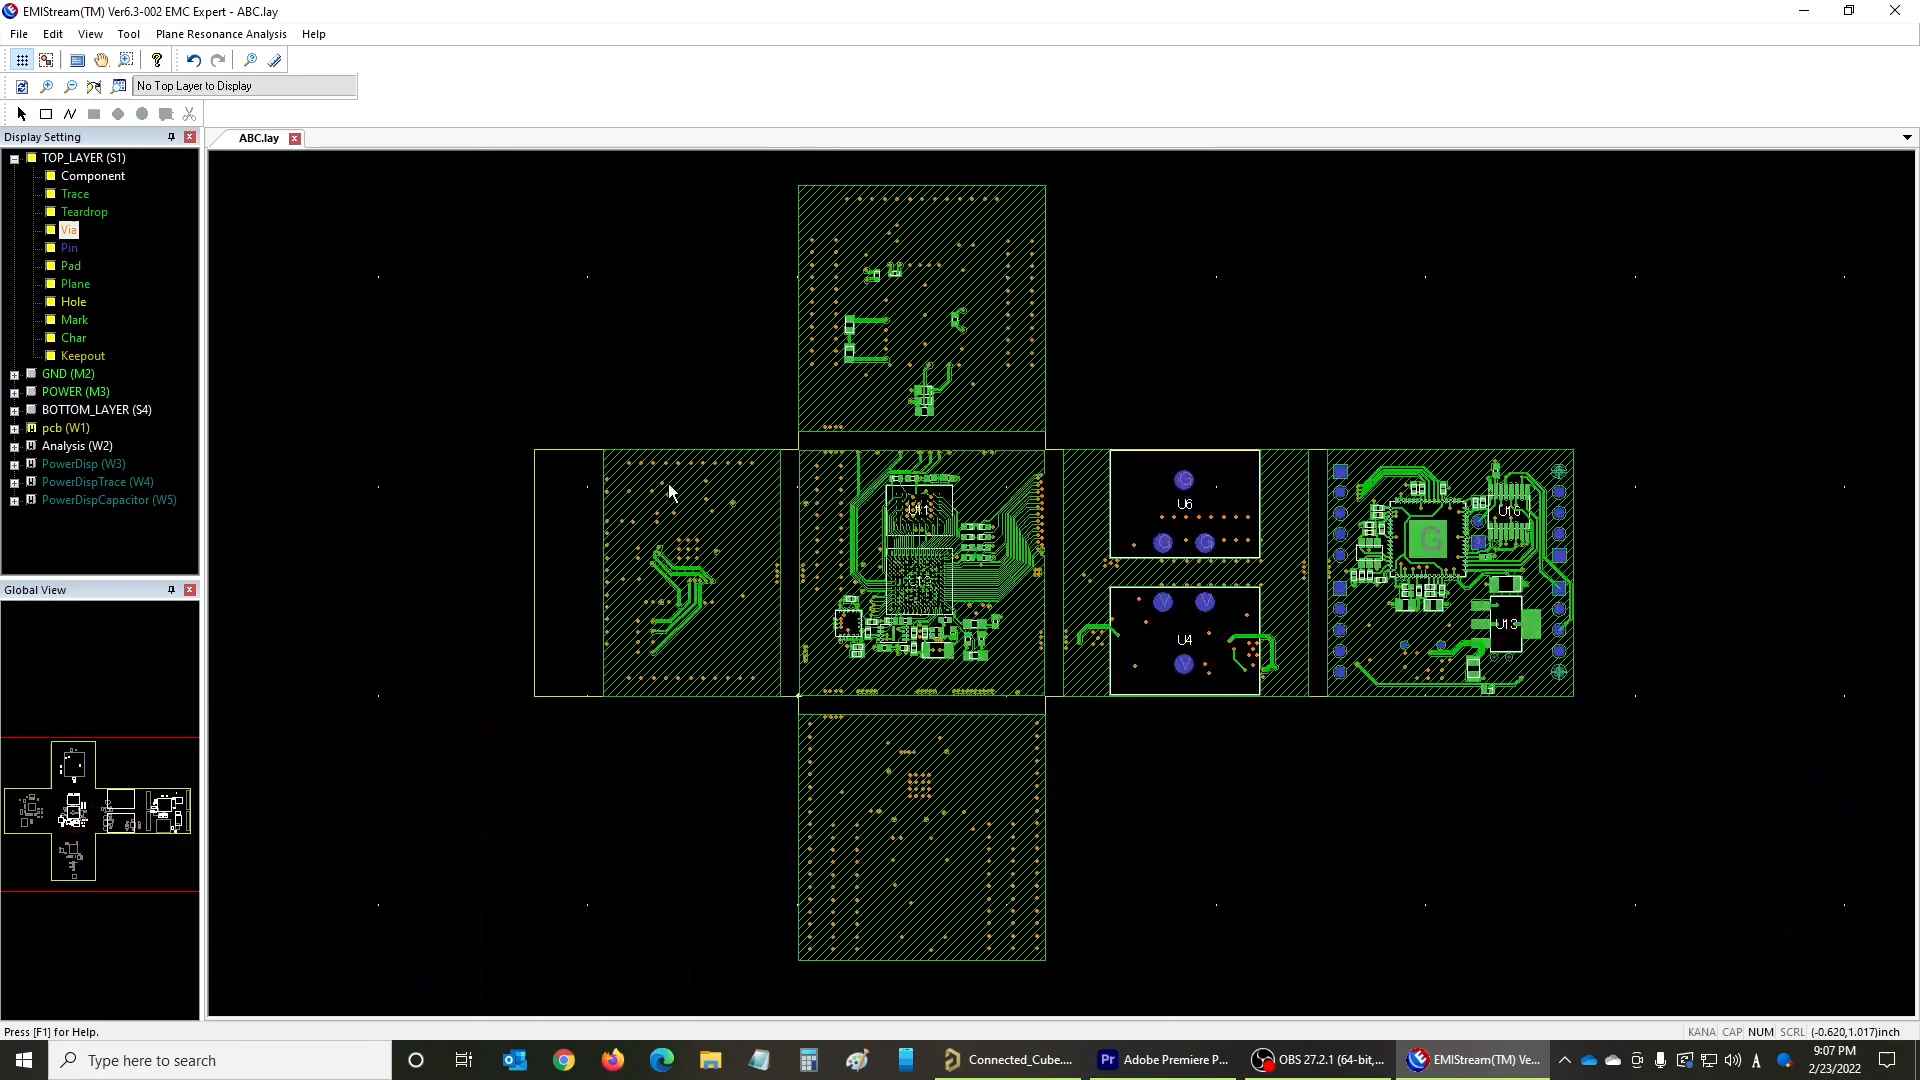 EMIStream(TM) Ver6.3-002 EMC Expert - ABC.lay
File Edit View Tool Plane Resonance Analysis Help
No Top Layer to Display
Display Setting
ABC.lay
TOP_LAYER (S1)
Component
Trace
Teardrop
Via
Pin
Pad
Plane
Hole
Mark
Char
Keepout
GND (M2)
POWER (M3)
BOTTOM_LAYER (S4)
pcb (W1)
Analysis (W2)
PowerDisp (W3)
PowerDispTrace (W4)
PowerDispCapacitor (W5)
G
U6
G G
V V
U4
V
G
U16
U13
Global View
Press [F1] for Help.
KANA CAP NUM SCRL (-0.620,1.017)inch
Type here to search
Connected_Cube....
Pr Adobe Premiere P...
OBS 27.2.1 (64-bit,...
EMIStream(TM) Ve...
A
9:07 PM
2/23/2022